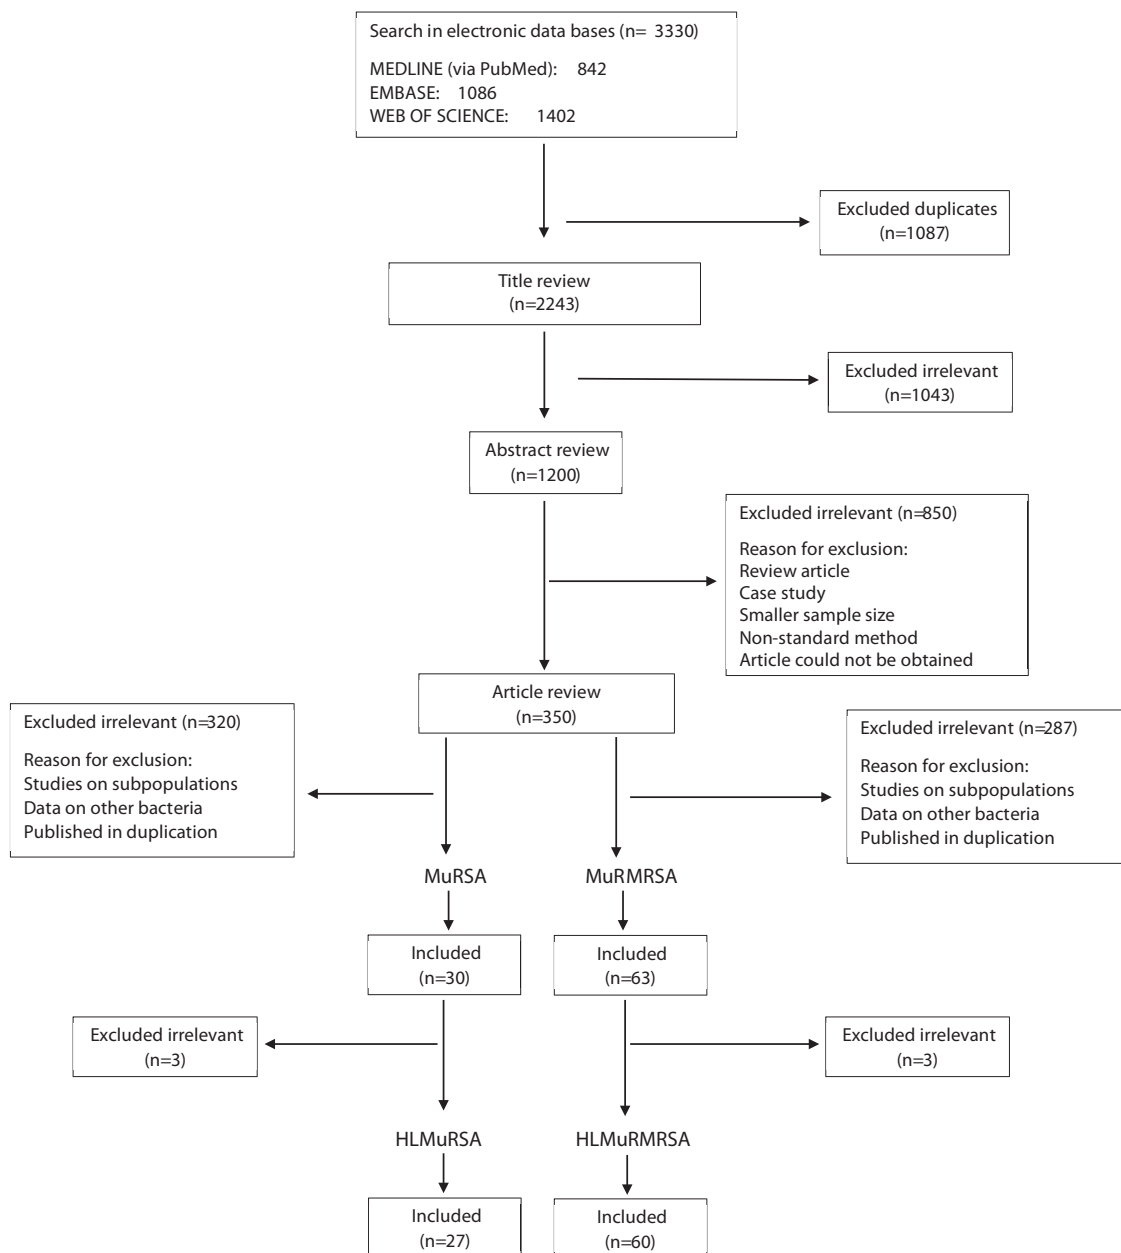 Search in electronic data bases (n= 3330)
MEDLINE (via PubMed): 842
EMBASE: 1086
WEB OF SCIENCE: 1402
Excluded duplicates
(n=1087)
Title review
(n=2243)
Excluded irrelevant
(n=1043)
Abstract review
(n=1200)
Excluded irrelevant (n=850)
Reason for exclusion:
Review article
Case study
Smaller sample size
Non-standard method
Article could not be obtained
Article review
(n=350)
Excluded irrelevant (n=320)
Reason for exclusion:
Studies on subpopulations
Data on other bacteria
Published in duplication
Excluded irrelevant (n=287)
Reason for exclusion:
Studies on subpopulations
Data on other bacteria
Published in duplication
MuRSA
MuRMRSA
Included
(n=30)
Included
(n=63)
Excluded irrelevant
(n=3)
Excluded irrelevant
(n=3)
HLMuRSA
HLMuRMRSA
Included
(n=27)
Included
(n=60)